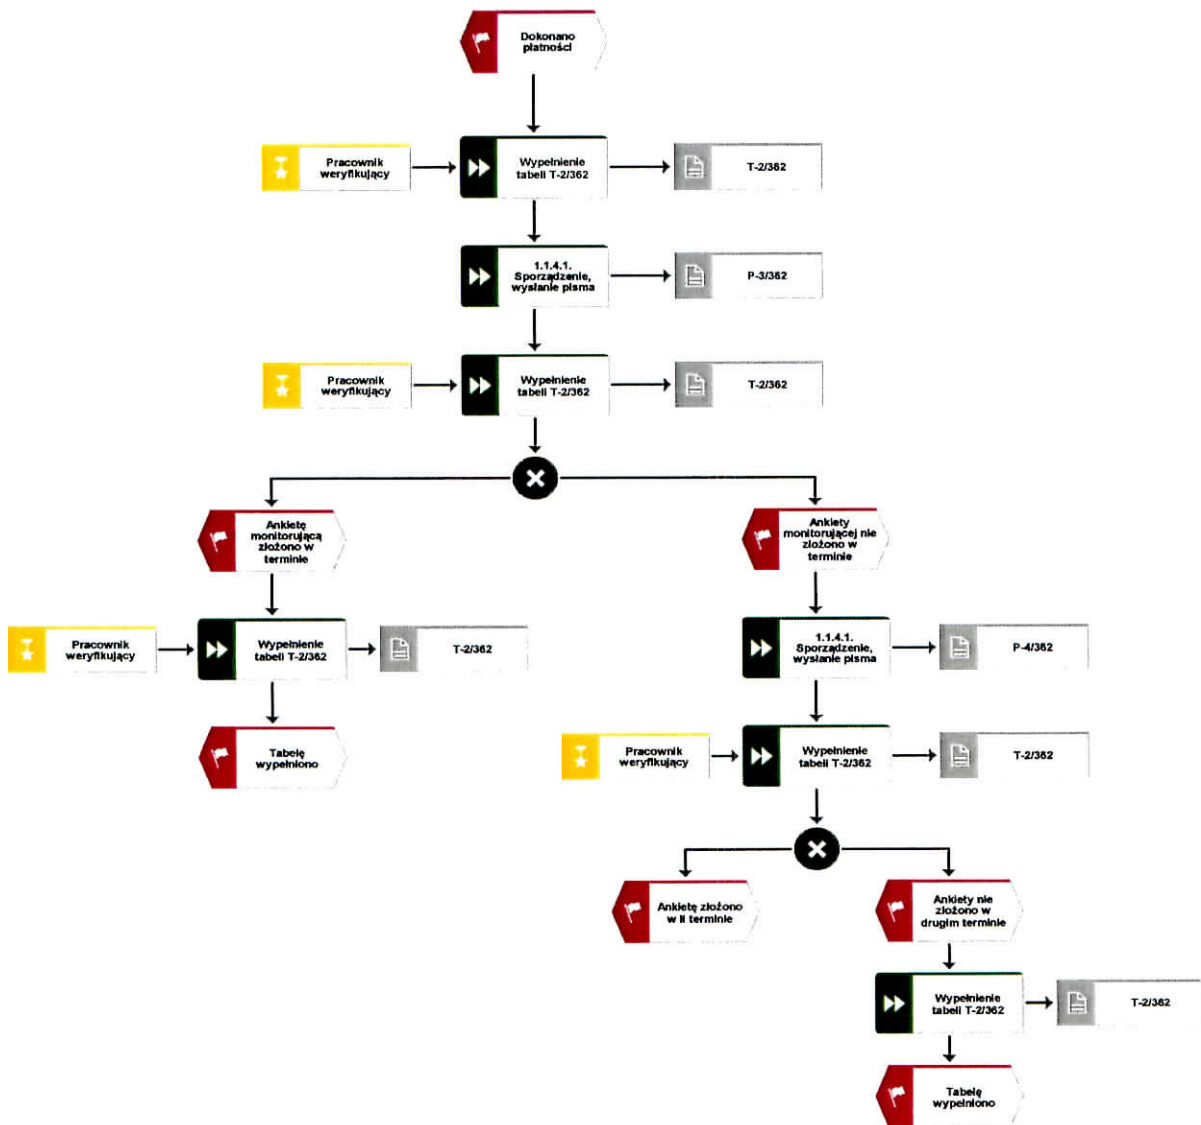 Dokonano
płatności
Pracownik
weryfikujący
Wypełnienie
tabeli T-2/362
T-2/362
1.1.4.1.
Sporządzenie,
wysłanie pisma
P-3/362
Pracownik
weryfikujący
Wypełnienie
tabeli T-2/362
T-2/362
Ankietę
monitorującą
złożono w
terminie
Ankiety
monitorującej nie
złożono w
terminie
Pracownik
weryfikujący
Wypełnienie
tabeli T-2/362
T-2/362
1.1.4.1.
Sporządzenie,
wysłanie pisma
P-4/362
Tabelę
wypełniono
Pracownik
weryfikujący
Wypełnienie
tabeli T-2/362
T-2/362
Ankietę złożono
w II terminie
Ankiety nie
złożono w
drugim terminie
Wypełnienie
tabeli T-2/362
T-2/362
Tabelę
wypełniono